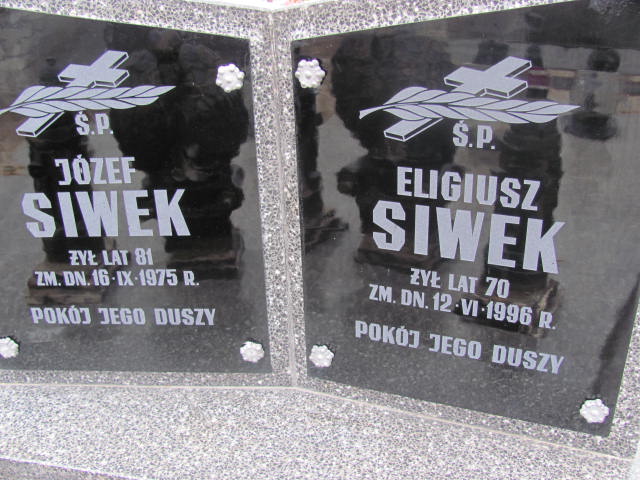 Ś.P.
JÓZEF
SIWEK
ŻYŁ LAT 81
ZM. DN. 16·IX·1975 R.
POKÓJ JEGO DUSZY
Ś.P.
ELIGIUSZ
SIWEK
ŻYŁ LAT 70
ZM. DN. 12·VI·1996 R.
POKÓJ JEGO DUSZY